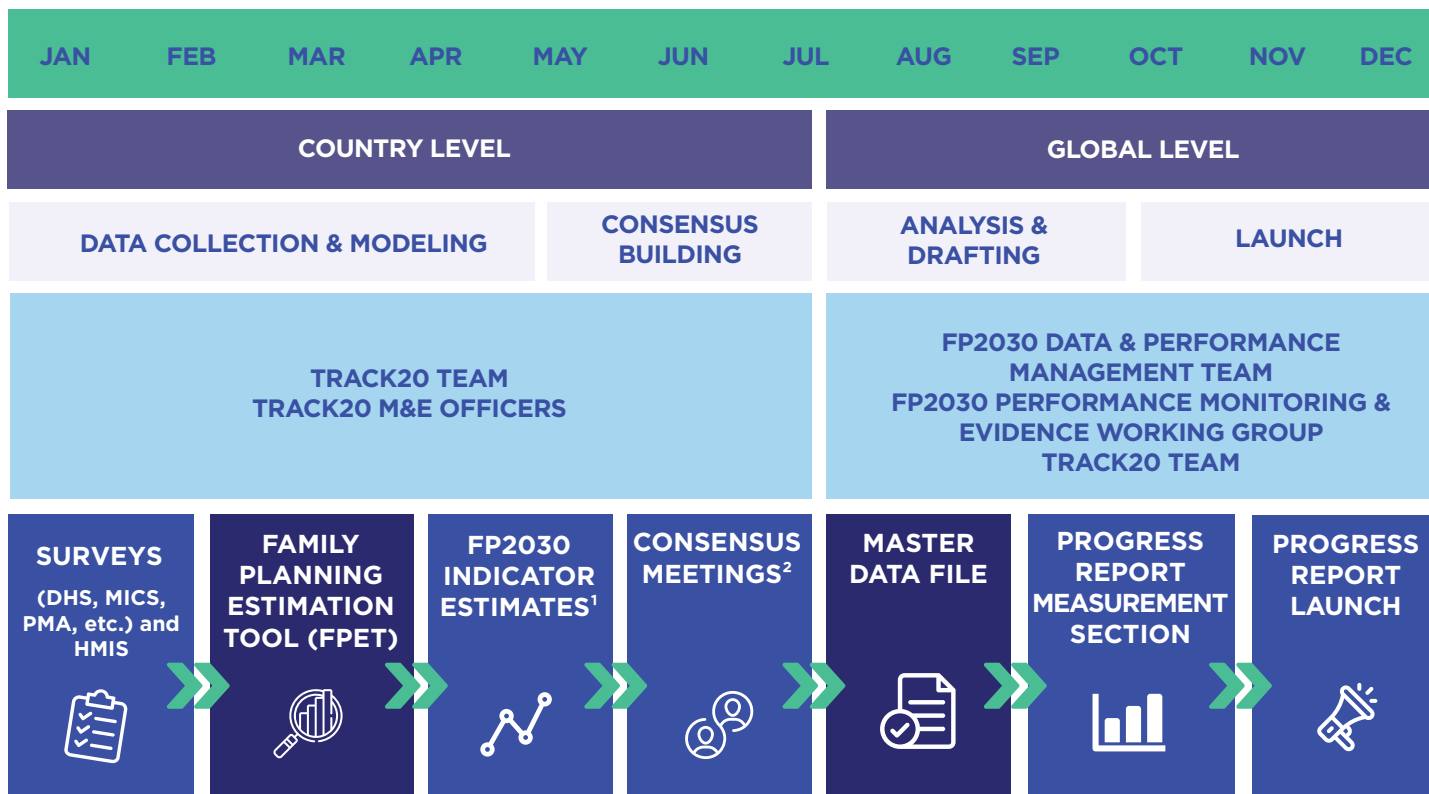 JAN FEB MAR APR MAY JUN JUL AUG SEP OCT NOV DEC
COUNTRY LEVEL
GLOBAL LEVEL
DATA COLLECTION & MODELING
CONSENSUS
BUILDING
ANALYSIS &
DRAFTING
LAUNCH
TRACK20 TEAM
TRACK20 M&E OFFICERS
FP2030 DATA & PERFORMANCE
MANAGEMENT TEAM
FP2030 PERFORMANCE MONITORING &
EVIDENCE WORKING GROUP
TRACK20 TEAM
SURVEYS
(DHS, MICS,
PMA, etc.) and
HMIS
FAMILY
PLANNING
ESTIMATION
TOOL (FPET)
FP2030
INDICATOR
ESTIMATES¹
CONSENSUS
MEETINGS²
MASTER
DATA FILE
PROGRESS
REPORT
MEASUREMENT
SECTION
PROGRESS
REPORT
LAUNCH